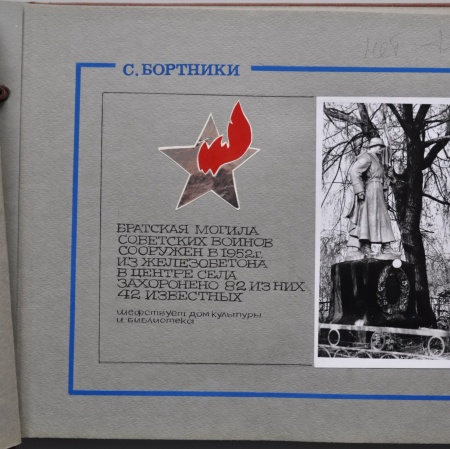 С. БОРТНИКИ
БРАТСКАЯ МОГИЛА
СОВЕТСКИХ ВОИНОВ
СООРУЖЕН В 1952г.
ИЗ ЖЕЛЕЗОБЕТОНА
В ЦЕНТРЕ СЕЛА
ЗАХОРОНЕНО 82 ИЗ НИХ
42 ИЗВЕСТНЫХ
шефствует дом культуры
и библиотека